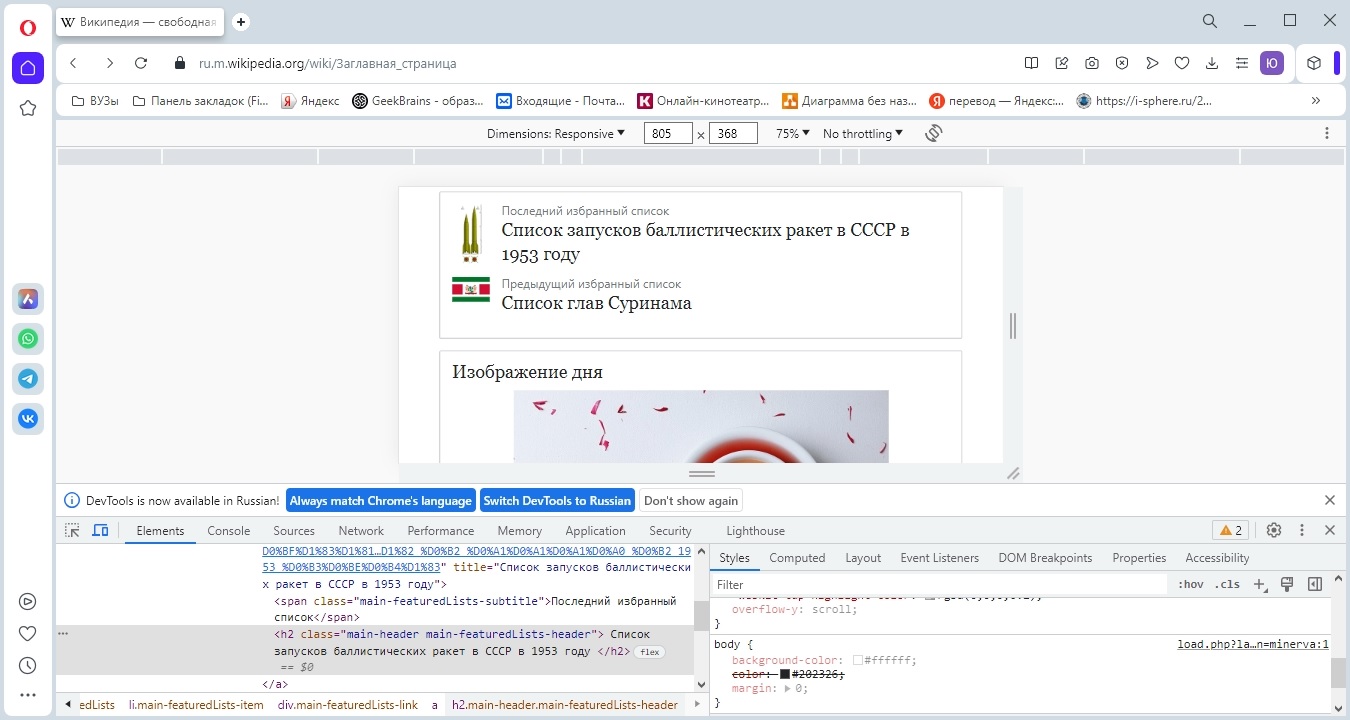 Википедия — свободная
ru.m.wikipedia.org/wiki/Заглавная_страница
Ю
ВУЗы
Панель закладок (Fi...
Яндекс
GeekBrains - образ...
Входящие - Почта...
Онлайн-кинотеатр...
Диаграмма без наз...
перевод — Яндекс:...
https://i-sphere.ru/2...
Dimensions: Responsive
805 × 368
75%
No throttling
Последний избранный список
Список запусков баллистических ракет в СССР в
1953 году
Предыдущий избранный список
Список глав Суринама
Изображение дня
DevTools is now available in Russian!
Always match Chrome's language
Switch DevTools to Russian
Don't show again
Elements
Console
Sources
Network
Performance
Memory
Application
Security
Lighthouse
2
D0%BF%D1%83%D1%81…D1%82_%D0%B2_%D0%A1%D0%A1%D0%A1%D0%A0_%D0%B2_19
53_%D0%B3%D0%BE%D0%B4%D1%83" title="Список запусков баллистически
х ракет в СССР в 1953 году">
<span class="main-featuredLists-subtitle">Последний избранный
список</span>
<h2 class="main-header main-featuredLists-header"> Список
запусков баллистических ракет в СССР в 1953 году </h2> flex
== $0
</a>
edLists
li.main-featuredLists-item
div.main-featuredLists-link
a
h2.main-header.main-featuredLists-header
Styles
Computed
Layout
Event Listeners
DOM Breakpoints
Properties
Accessibility
Filter
:hov
.cls
overflow-y: scroll;
}
body {
load.php?la…n=minerva:1
background-color: #ffffff;
color: #202326;
margin: 0;
}